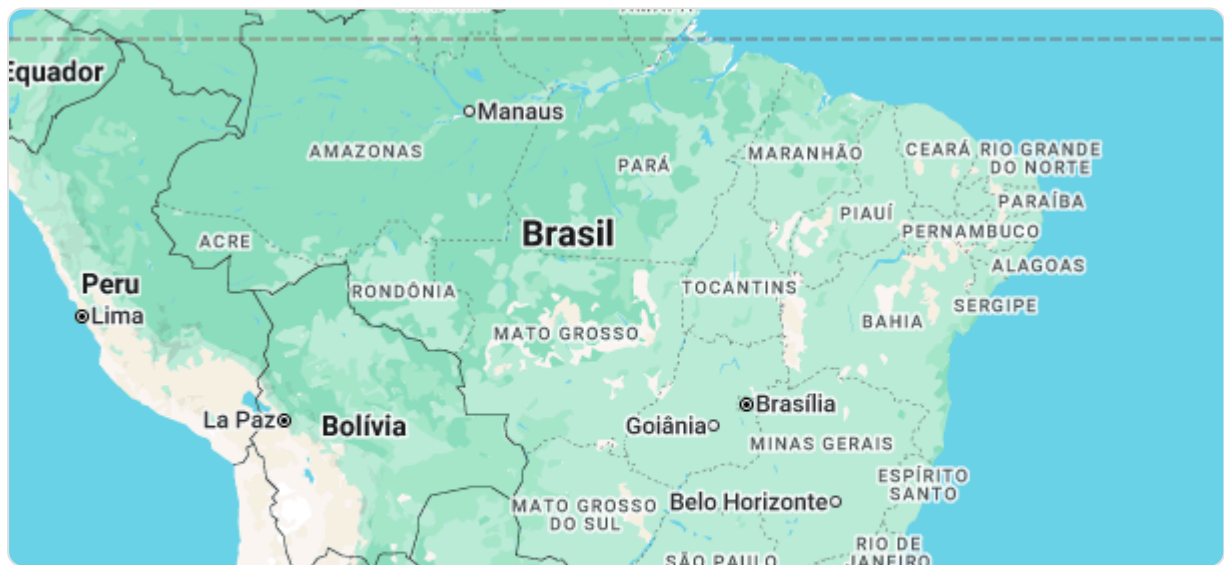 Equador
Manaus
AMAZONAS
PARÁ
MARANHÃO
CEARÁ
RIO GRANDE
DO NORTE
PARAÍBA
PIAUÍ
PERNAMBUCO
Brasil
ACRE
ALAGOAS
Peru
RONDÔNIA
TOCANTINS
SERGIPE
Lima
BAHIA
MATO GROSSO
Brasília
La Paz
Bolívia
Goiânia
MINAS GERAIS
ESPÍRITO
SANTO
Belo Horizonte
MATO GROSSO
DO SUL
RIO DE
JANEIRO
SÃO PAULO